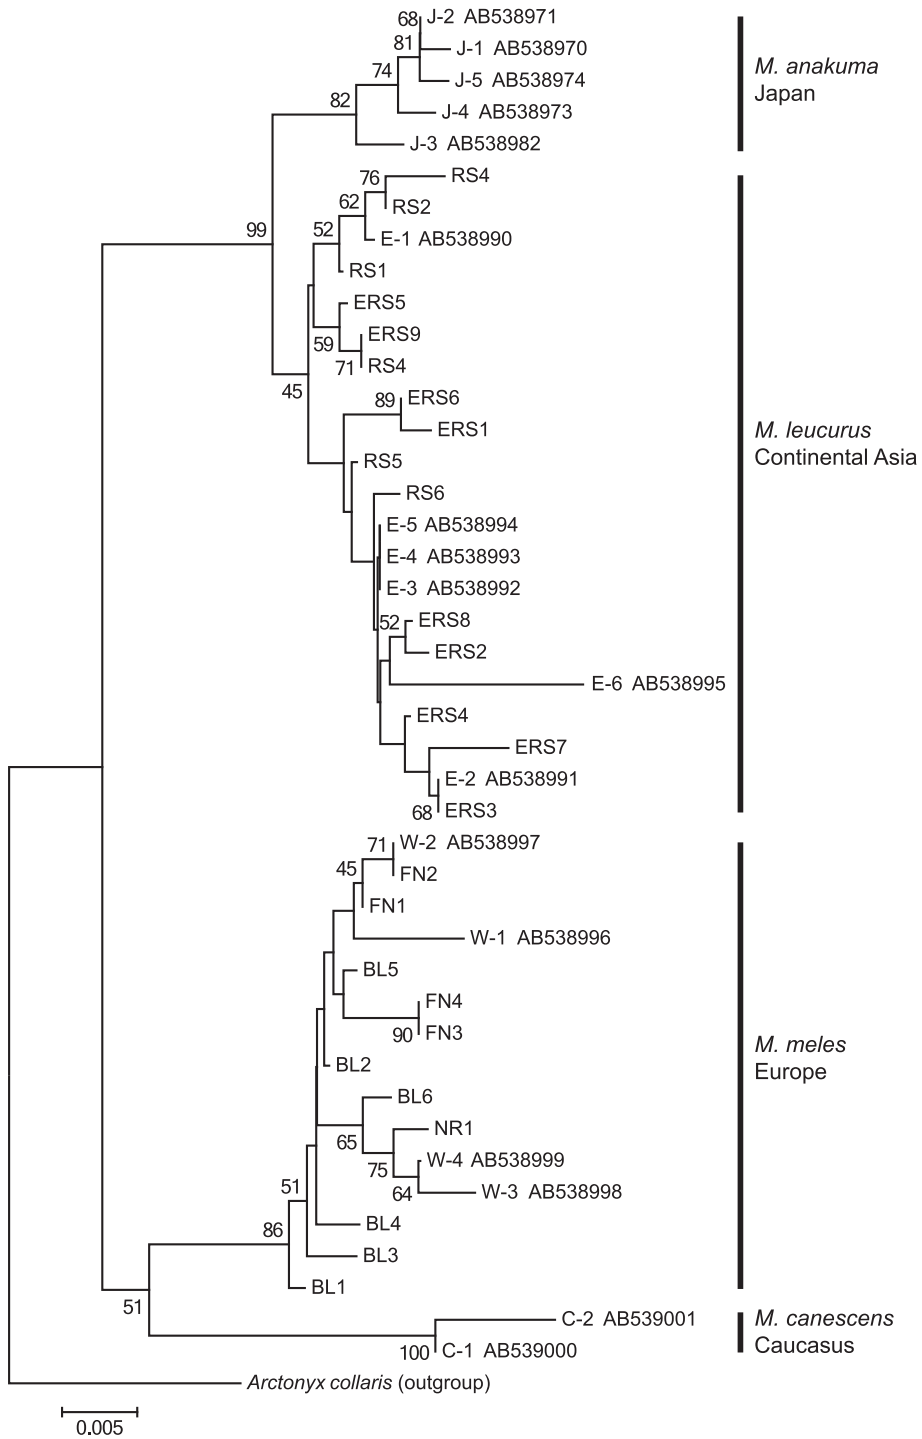 68 J-2 AB538971
81
J-1 AB538970
M. anakuma
74
J-5 AB538974
Japan
82
J-4 AB538973
J-3 AB538982
76 RS4
62 RS2
99 52 E-1 AB538990
RS1
ERS5
59 ERS9
71 RS4
45
89 ERS6
ERS1
M. leucurus
Continental Asia
RS5
RS6
E-5 AB538994
E-4 AB538993
E-3 AB538992
52 ERS8
ERS2
E-6 AB538995
ERS4
ERS7
E-2 AB538991
68 ERS3
71 W-2 AB538997
45 FN2
FN1
W-1 AB538996
BL5
FN4
90 FN3
M. meles
Europe
BL2
BL6
65 NR1
75 W-4 AB538999
64 W-3 AB538998
51
86 BL4
BL3
BL1
51
C-2 AB539001
M. canescens
100 C-1 AB539000
Caucasus
Arctonyx collaris (outgroup)
0.005